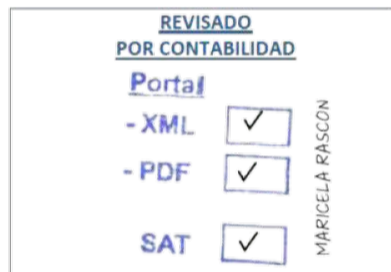 REVISADO
POR CONTABILIDAD
Portal
- XML ✓
- PDF ✓
SAT ✓
MARICELA RASCON